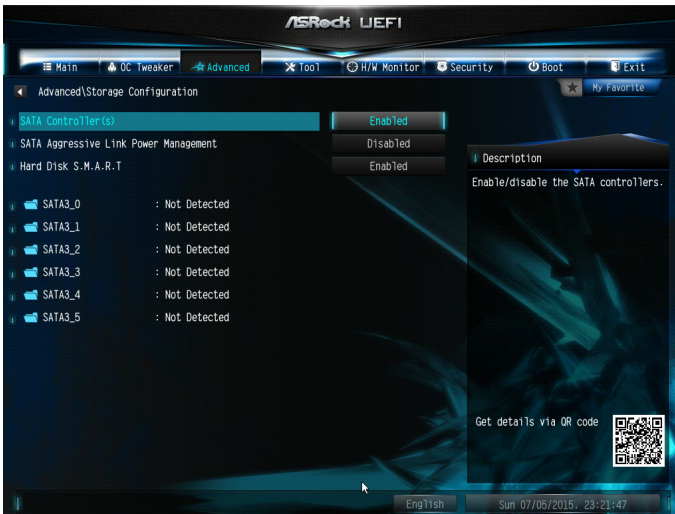 ASRock UEFI
Main OC Tweaker Advanced Tool H/W Monitor Security Boot Exit
Advanced\Storage Configuration
My Favorite
SATA Controller(s) Enabled
SATA Aggressive Link Power Management Disabled
Hard Disk S.M.A.R.T Enabled
SATA3_0 : Not Detected
SATA3_1 : Not Detected
SATA3_2 : Not Detected
SATA3_3 : Not Detected
SATA3_4 : Not Detected
SATA3_5 : Not Detected
Description
Enable/disable the SATA controllers.
Get details via QR code
English
Sun 07/05/2015. 23:21:47